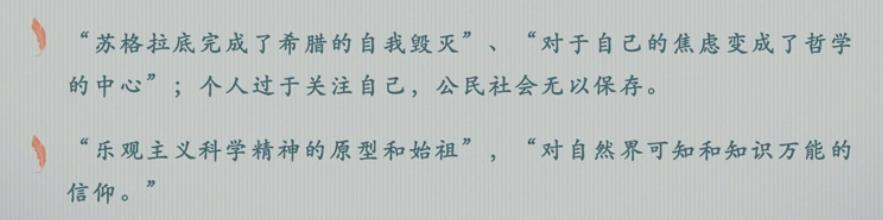 “苏格拉底完成了希腊的自我毁灭”、“对于自己的焦虑变成了哲学
的中心”；个人过于关注自己，公民社会无以保存。
“乐观主义科学精神的原型和始祖”，“对自然界可知和知识万能的
信仰。”